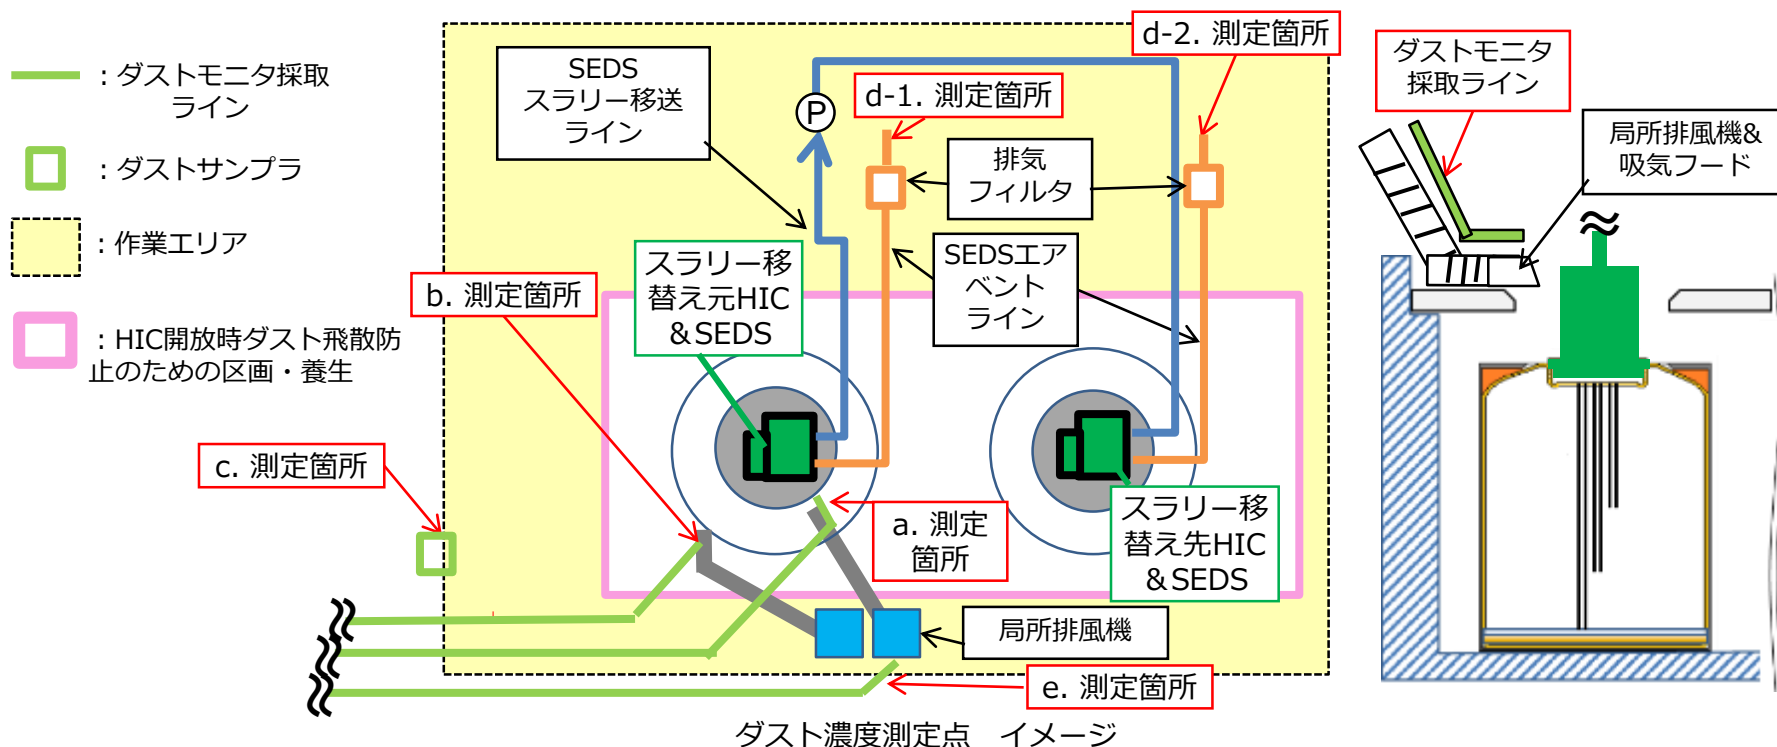 ：ダストモニタ採取
ライン
：ダストサンプラ
：作業エリア
：HIC開放時ダスト飛散防
止のための区画・養生
SEDS
スラリー移送
ライン
P
d-1. 測定箇所
d-2. 測定箇所
排気
フィルタ
SEDSエア
ベント
ライン
スラリー移
替え元HIC
＆SEDS
b. 測定箇所
c. 測定箇所
a. 測定
箇所
スラリー移
替え先HIC
＆SEDS
局所排風機
e. 測定箇所
ダストモニタ
採取ライン
局所排風機&
吸気フード
ダスト濃度測定点　イメージ